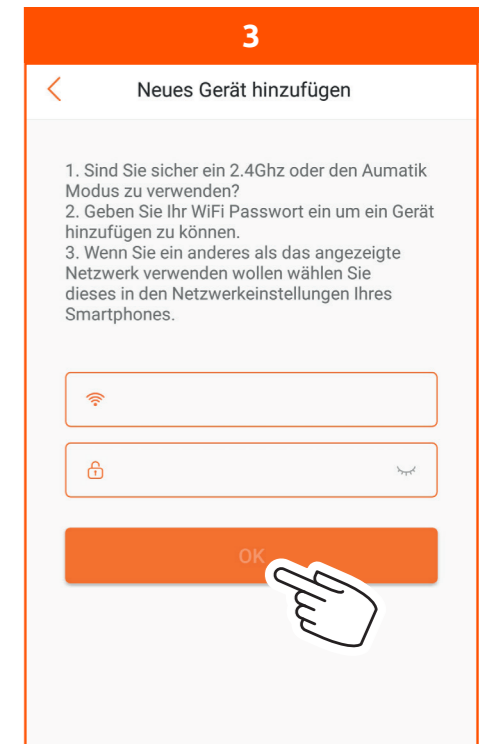 3
Neues Gerät hinzufügen
1. Sind Sie sicher ein 2.4Ghz oder den Aumatik
Modus zu verwenden?
2. Geben Sie Ihr WiFi Passwort ein um ein Gerät
hinzufügen zu können.
3. Wenn Sie ein anderes als das angezeigte
Netzwerk verwenden wollen wählen Sie
dieses in den Netzwerkeinstellungen Ihres
Smartphones.
OK